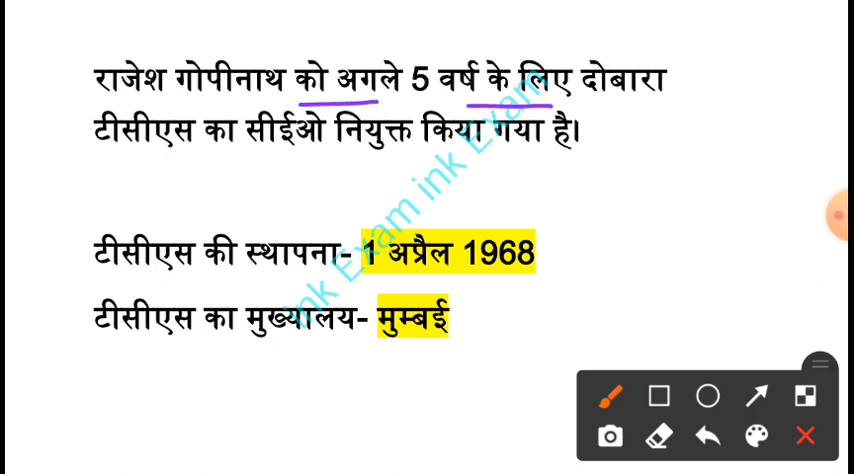 राजेश गोपीनाथ को अगले 5 वर्ष के लिए दोबारा
टीसीएस का सीईओ नियुक्त किया गया है।
टीसीएस की स्थापना- 1 अप्रैल 1968
टीसीएस का मुख्यालय- मुम्बई
ink Exam ink Exam